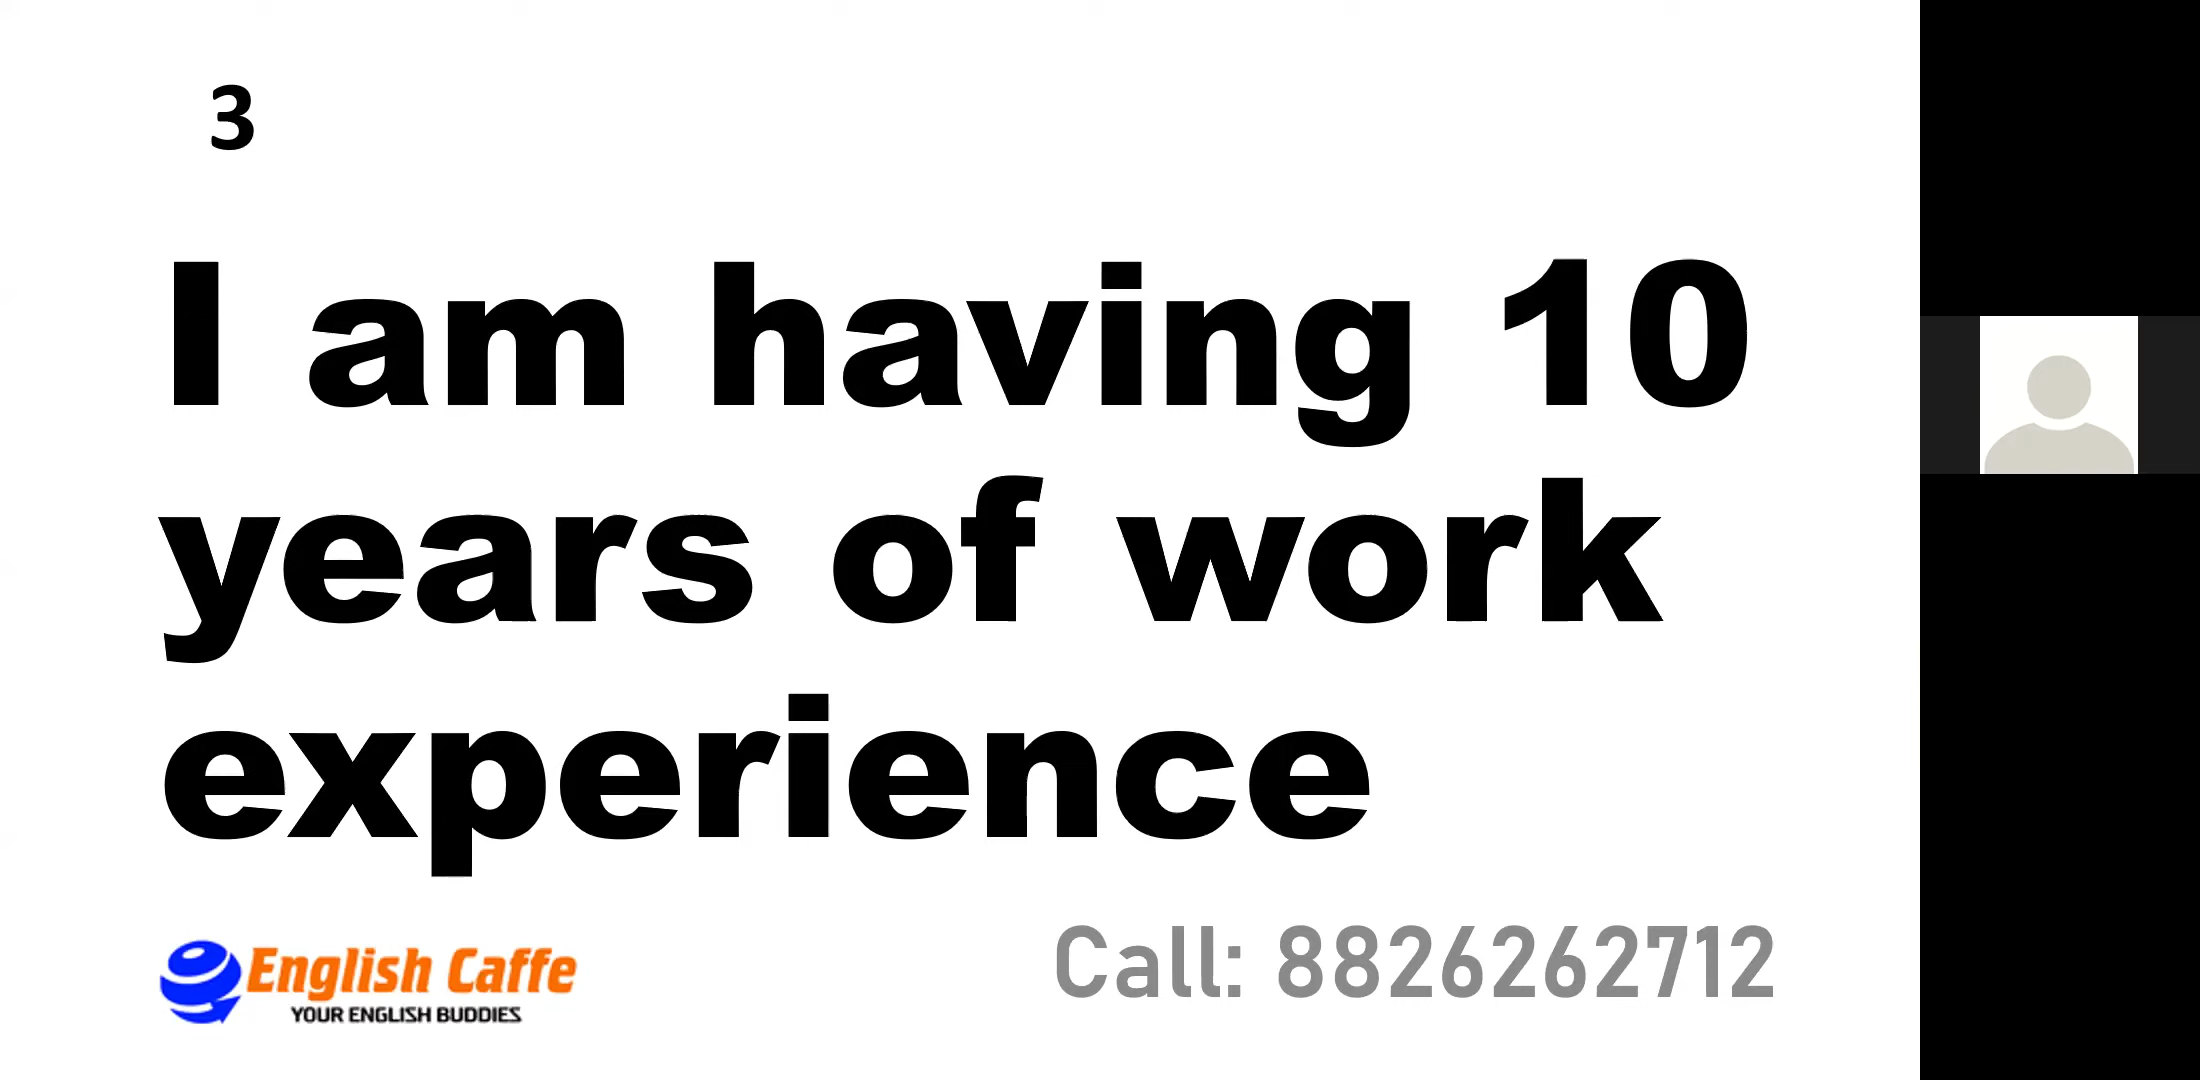 3
I am having 10
years of work
experience
English Caffe
YOUR ENGLISH BUDDIES
Call: 8826262712